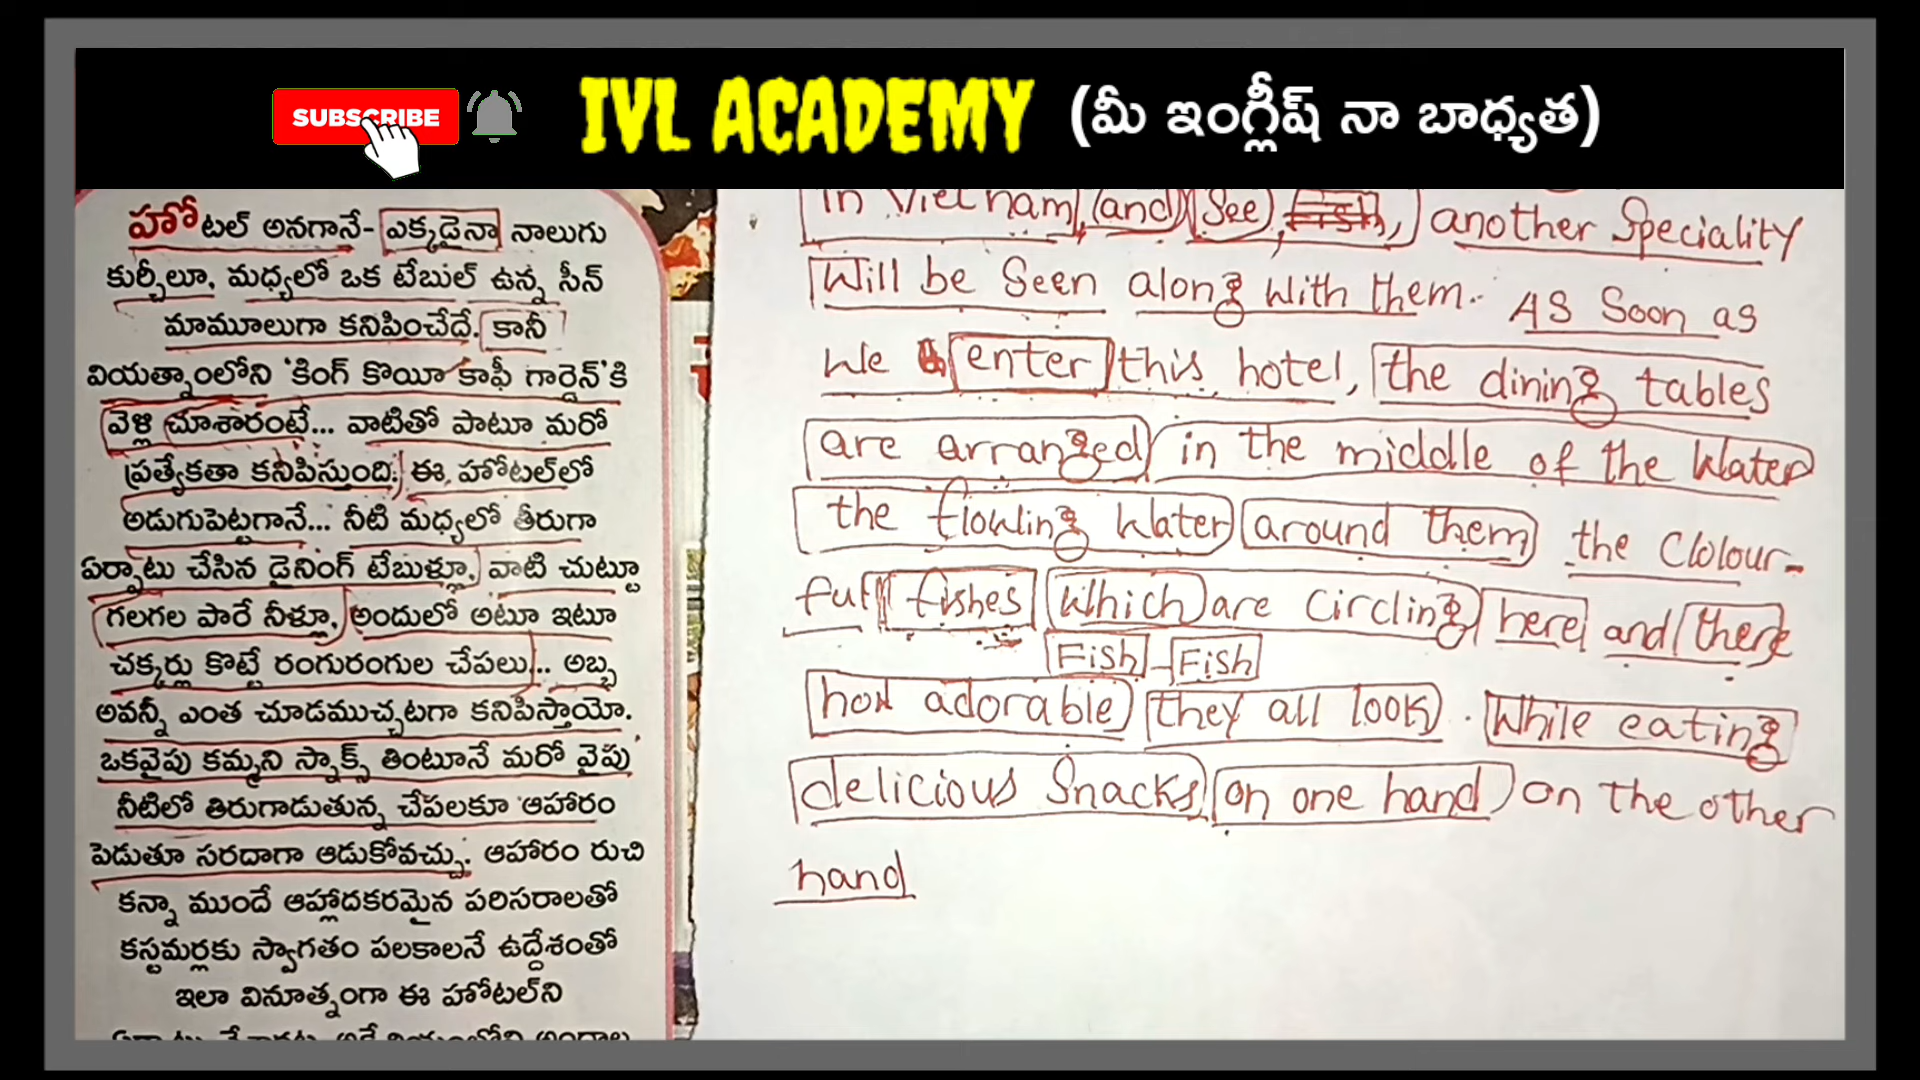 SUBSCRIBE
IVL ACADEMY (మీ ఇంగ్లీష్ నా బాధ్యత)
హోటల్ అనగానే- ఎక్కడైనా నాలుగు
కుర్చీలూ, మధ్యలో ఒక టేబుల్ ఉన్న సీన్
మామూలుగా కనిపించేదే. కానీ
వియత్నాంలోని 'కింగ్ కొయీ కాఫీ గార్డెన్'కి
వెళ్లి చూశారంటే... వాటితో పాటూ మరో
ప్రత్యేకతా కనిపిస్తుంది. ఈ హోటల్‌లో
అడుగుపెట్టగానే... నీటి మధ్యలో తీరుగా
ఏర్పాటు చేసిన డైనింగ్ టేబుళ్లూ, వాటి చుట్టూ
గలగల పారే నీళ్లూ, అందులో అటూ ఇటూ
చక్కర్లు కొట్టే రంగురంగుల చేపలు... అబ్బ
అవన్నీ ఎంత చూడముచ్చటగా కనిపిస్తాయో.
ఒకవైపు కమ్మని స్నాక్స్ తింటూనే మరో వైపు
నీటిలో తిరుగాడుతున్న చేపలకూ ఆహారం
పెడుతూ సరదాగా ఆడుకోవచ్చు. ఆహారం రుచి
కన్నా ముందే ఆహ్లాదకరమైన పరిసరాలతో
కస్టమర్లకు స్వాగతం పలకాలనే ఉద్దేశంతో
ఇలా వినూత్నంగా ఈ హోటల్‌ని
in Vietnam, (and) See, another Speciality
Will be Seen along with them. AS Soon as
We enter this hotel, the dining tables
are arranged in the middle of the Water
the flowing Water around them the Clolour-
full fishes which are Circling here and there
Fish - Fish
how adorable they all look. While eating
delicious Snacks on one hand on the other
hand